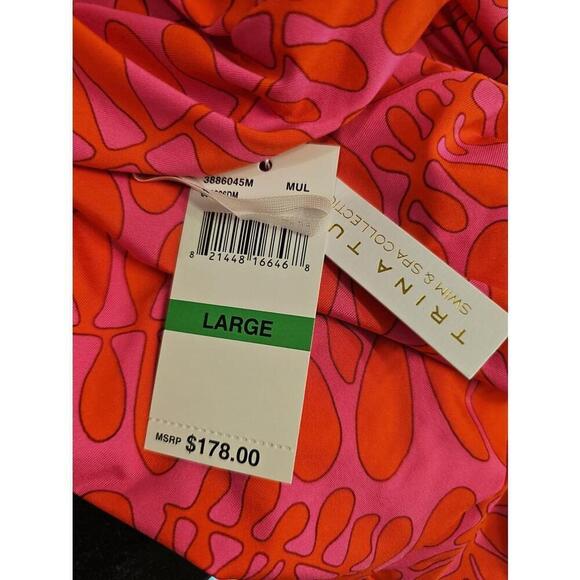 3886045M MUL
8 21448 16646 8
LARGE
MSRP $178.00
TRINA TU
SWIM & SPA COLLECTIO